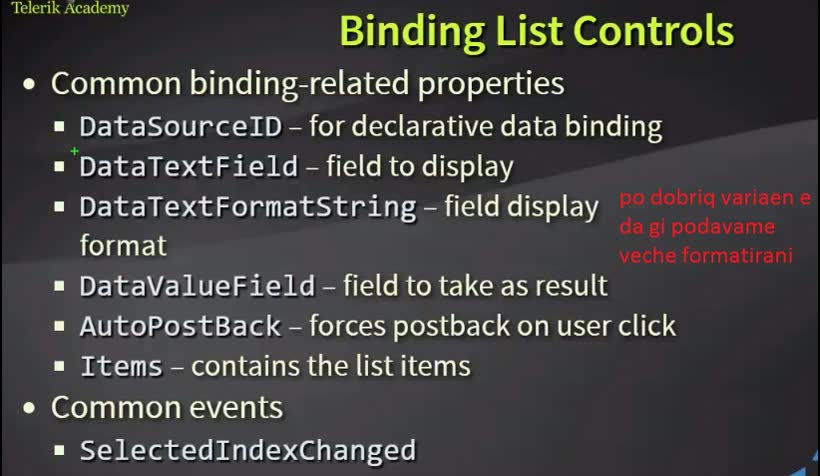 Telerik Academy
Binding List Controls
• Common binding-related properties
▪ DataSourceID – for declarative data binding
▪ DataTextField – field to display
▪ DataTextFormatString – field display
format
po dobriq variaen e
da gi podavame
veche formatirani
▪ DataValueField – field to take as result
▪ AutoPostBack – forces postback on user click
▪ Items – contains the list items
• Common events
▪ SelectedIndexChanged